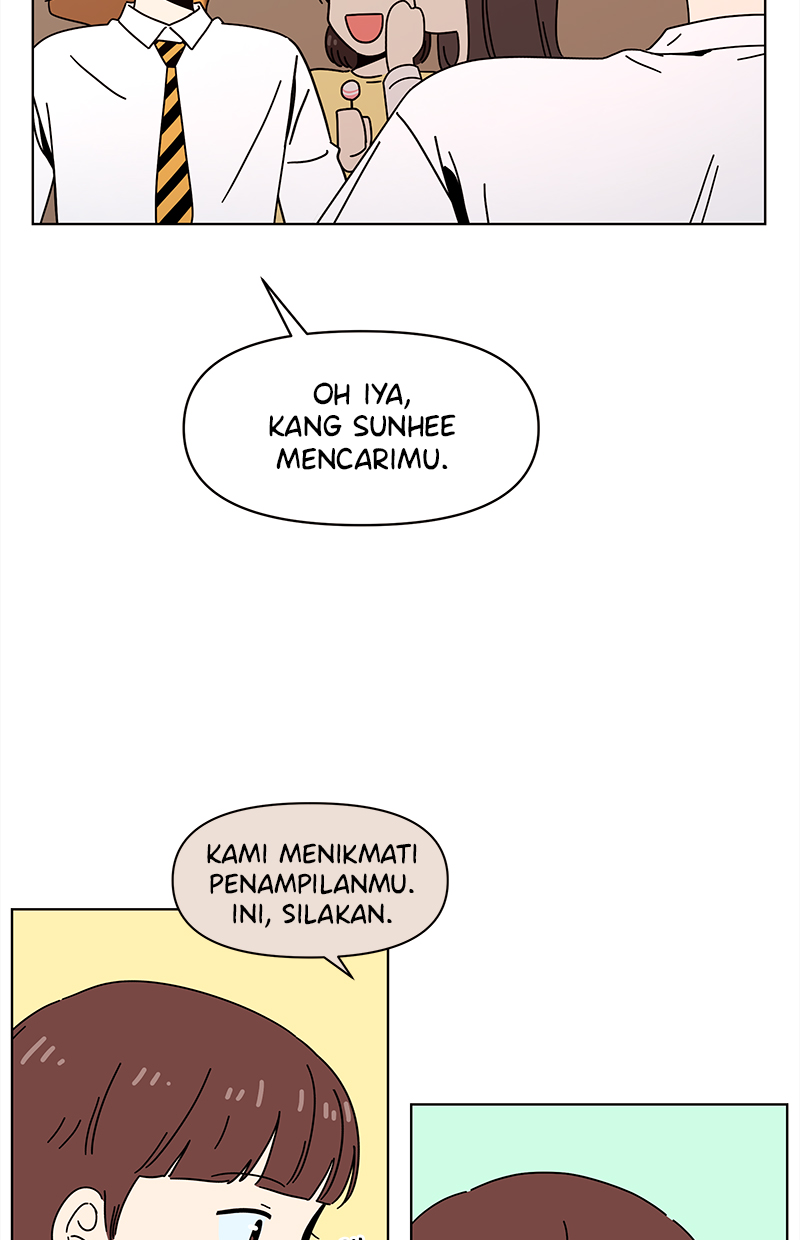 OH IYA,
KANG SUNHEE
MENCARIMU.
KAMI MENIKMATI
PENAMPILANMU.
INI, SILAKAN.